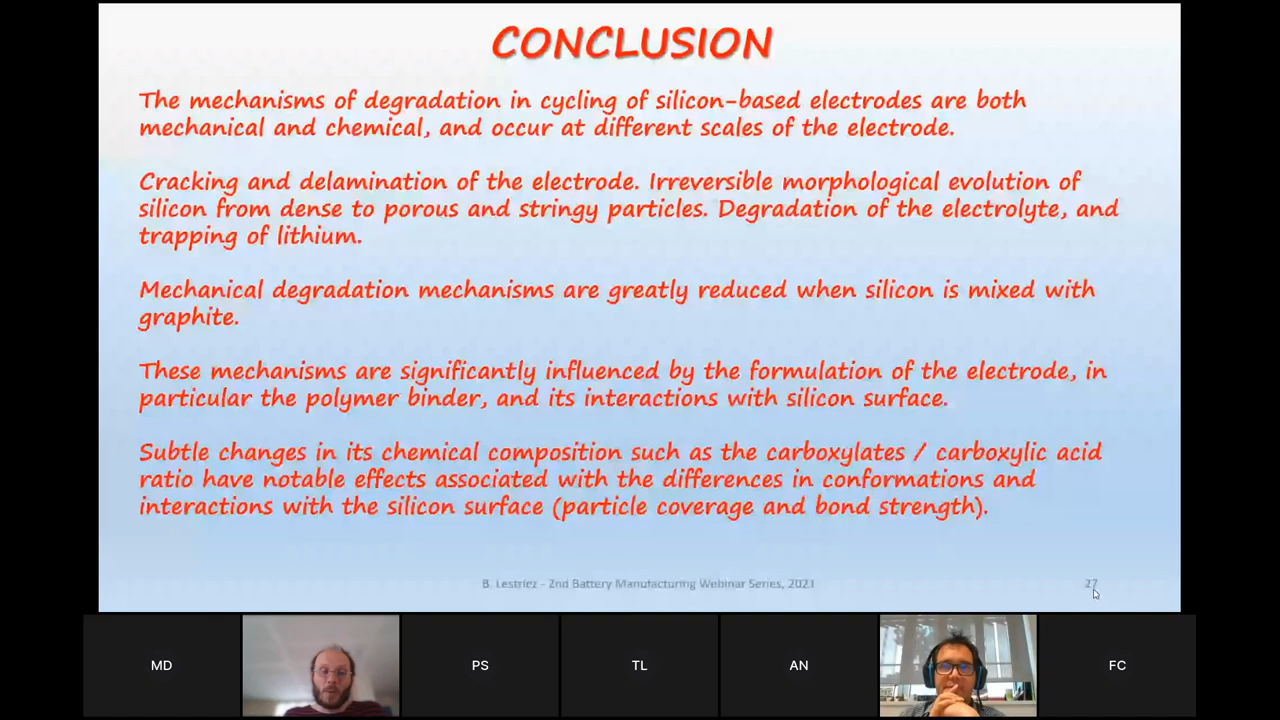 CONCLUSION
The mechanisms of degradation in cycling of silicon-based electrodes are both
mechanical and chemical, and occur at different scales of the electrode.
Cracking and delamination of the electrode. Irreversible morphological evolution of
silicon from dense to porous and stringy particles. Degradation of the electrolyte, and
trapping of lithium.
Mechanical degradation mechanisms are greatly reduced when silicon is mixed with
graphite.
These mechanisms are significantly influenced by the formulation of the electrode, in
particular the polymer binder, and its interactions with silicon surface.
Subtle changes in its chemical composition such as the carboxylates / carboxylic acid
ratio have notable effects associated with the differences in conformations and
interactions with the silicon surface (particle coverage and bond strength).
B. Lestriez - 2nd Battery Manufacturing Webinar Series, 2021
27
MD
PS
TL
AN
FC